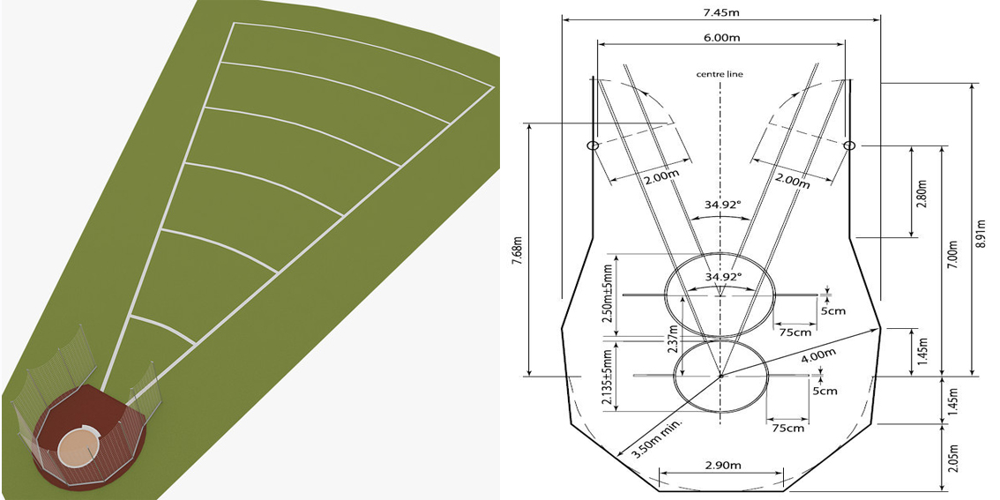 7.45m
6.00m
centre line
2.00m
2.00m
34.92°
2.80m
7.68m
7.00m
8.91m
2.50m±5mm
34.92°
5cm
75cm
2.37m
4.00m
1.45m
2.135±5mm
5cm
75cm
1.45m
3.50m min.
2.05m
2.90m